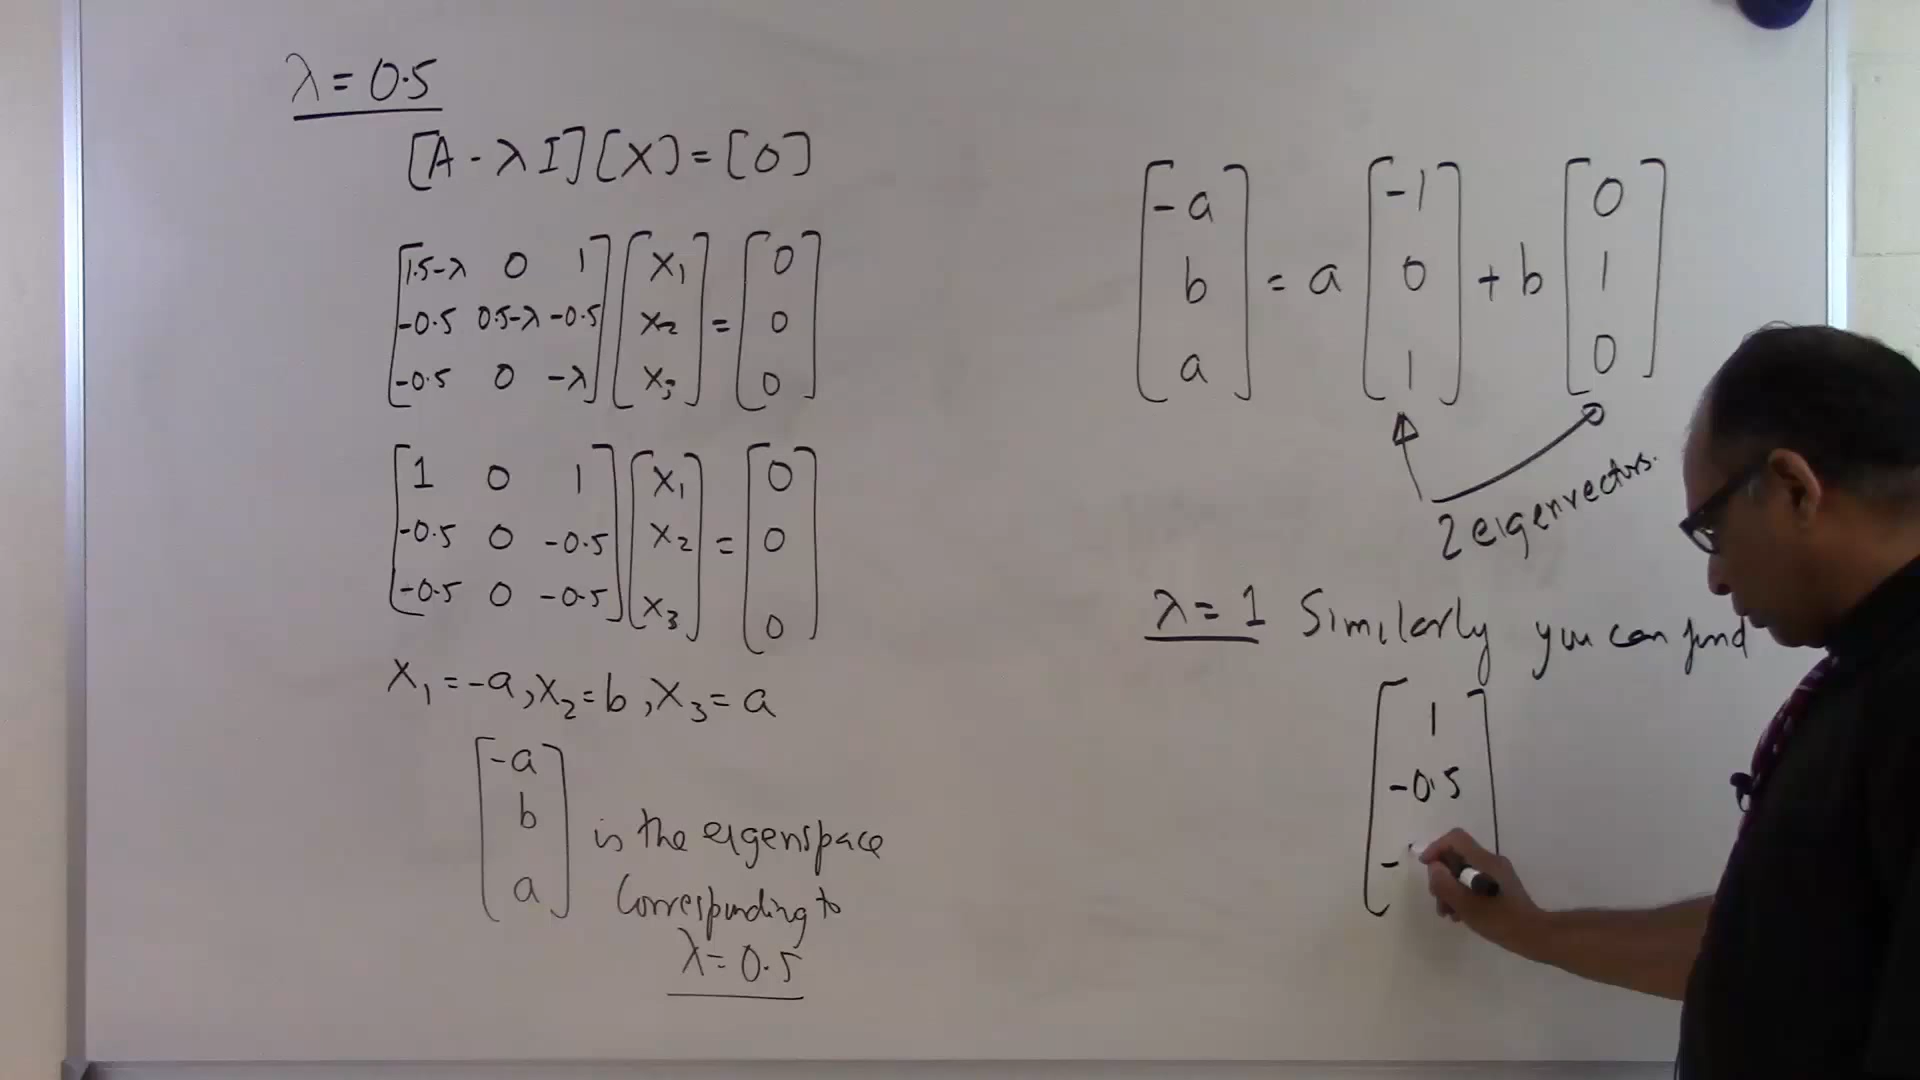 λ = 0.5
[A - λI][X] = [0]
[1.5-λ 0 1] [x1] = [0]
[-0.5 0.5-λ -0.5] [x2] = [0]
[-0.5 0 -λ] [x3] = [0]
[1 0 1] [x1] = [0]
[-0.5 0 -0.5] [x2] = [0]
[-0.5 0 -0.5] [x3] = [0]
x1 = -a, x2 = b, x3 = a
[-a]
[b] is the eigenspace
[a] corresponding to
λ = 0.5
[-a] = a [-1] + b [0]
[b] = a [0] + b [1]
[a] = a [1] + b [0]
2 eigenvectors.
λ = 1 Similarly you can find
[1]
[-0.5]
[-